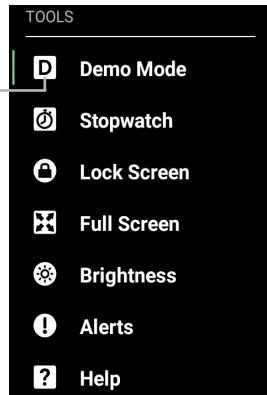 TOOLS
D Demo Mode
Stopwatch
Lock Screen
Full Screen
Brightness
! Alerts
? Help